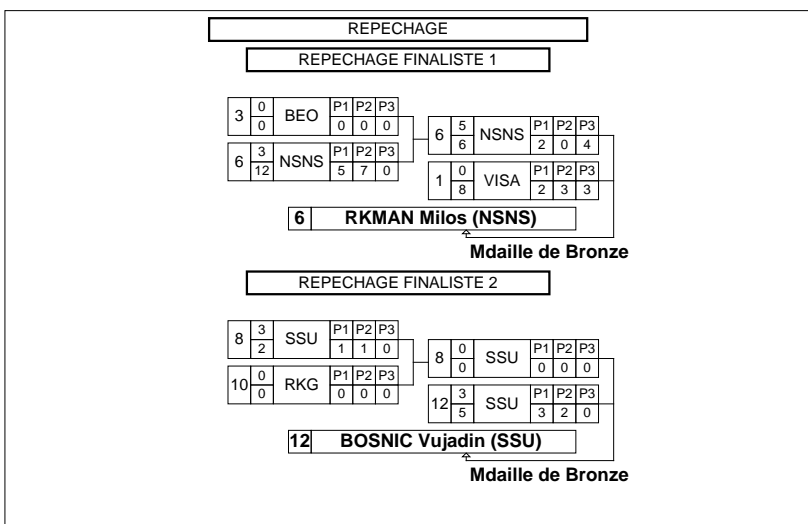 REPECHAGE
REPECHAGE FINALISTE 1
3 0 BEO P1 P2 P3
0 0 0 0
6 3 NSNS P1 P2 P3
12 5 7 0
6 5 NSNS P1 P2 P3
6 2 0 4
1 0 VISA P1 P2 P3
8 2 3 3
6 RKMAN Milos (NSNS)
Mdaille de Bronze
REPECHAGE FINALISTE 2
8 3 SSU P1 P2 P3
2 1 1 0
10 0 RKG P1 P2 P3
0 0 0 0
8 0 SSU P1 P2 P3
0 0 0 0
12 3 SSU P1 P2 P3
5 3 2 0
12 BOSNIC Vujadin (SSU)
Mdaille de Bronze